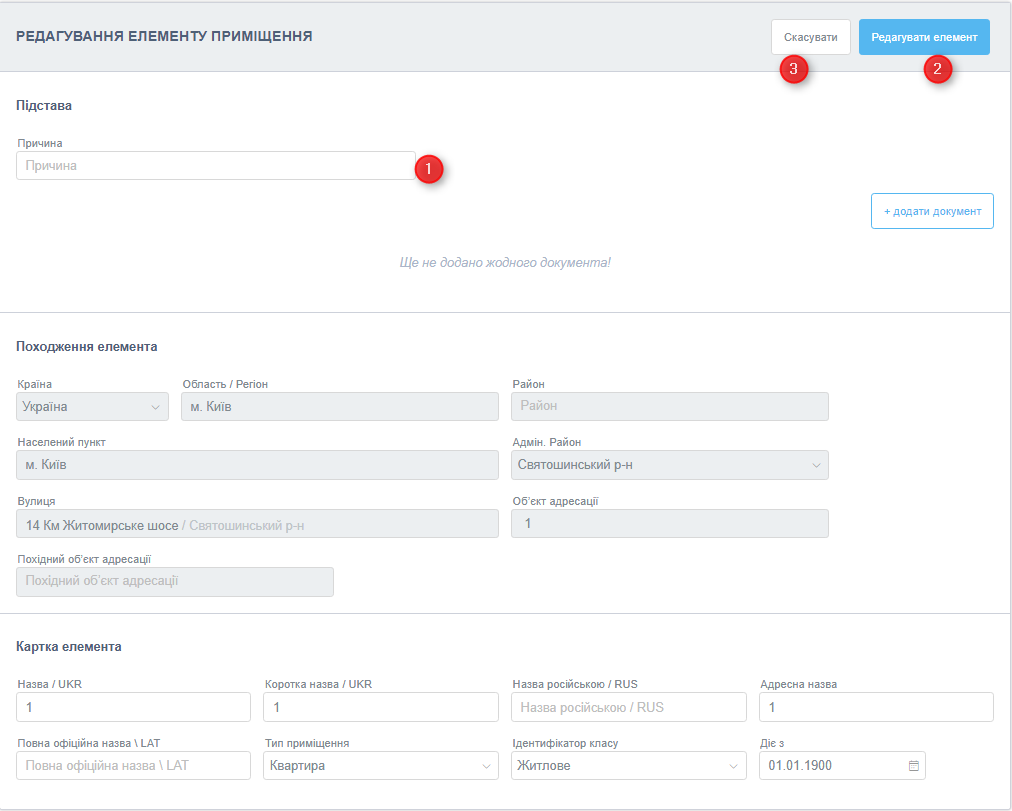 РЕДАГУВАННЯ ЕЛЕМЕНТУ ПРИМІЩЕННЯ
Скасувати
Редагувати елемент
3
2
Підстава
Причина
Причина
1
+ додати документ
Ще не додано жодного документа!
Походження елемента
Країна
Область / Регіон
Район
Україна
м. Київ
Район
Населений пункт
Адмін. Район
м. Київ
Святошинський р-н
Вулиця
Об'єкт адресації
14 Км Житомирське шосе / Святошинський р-н
1
Похідний об'єкт адресації
Похідний об'єкт адресації
Картка елемента
Назва / UKR
Коротка назва / UKR
Назва російською / RUS
Адресна назва
1
1
Назва російською / RUS
1
Повна офіційна назва \ LAT
Тип приміщення
Ідентифікатор класу
Діє з
Повна офіційна назва \ LAT
Квартира
Житлове
01.01.1900